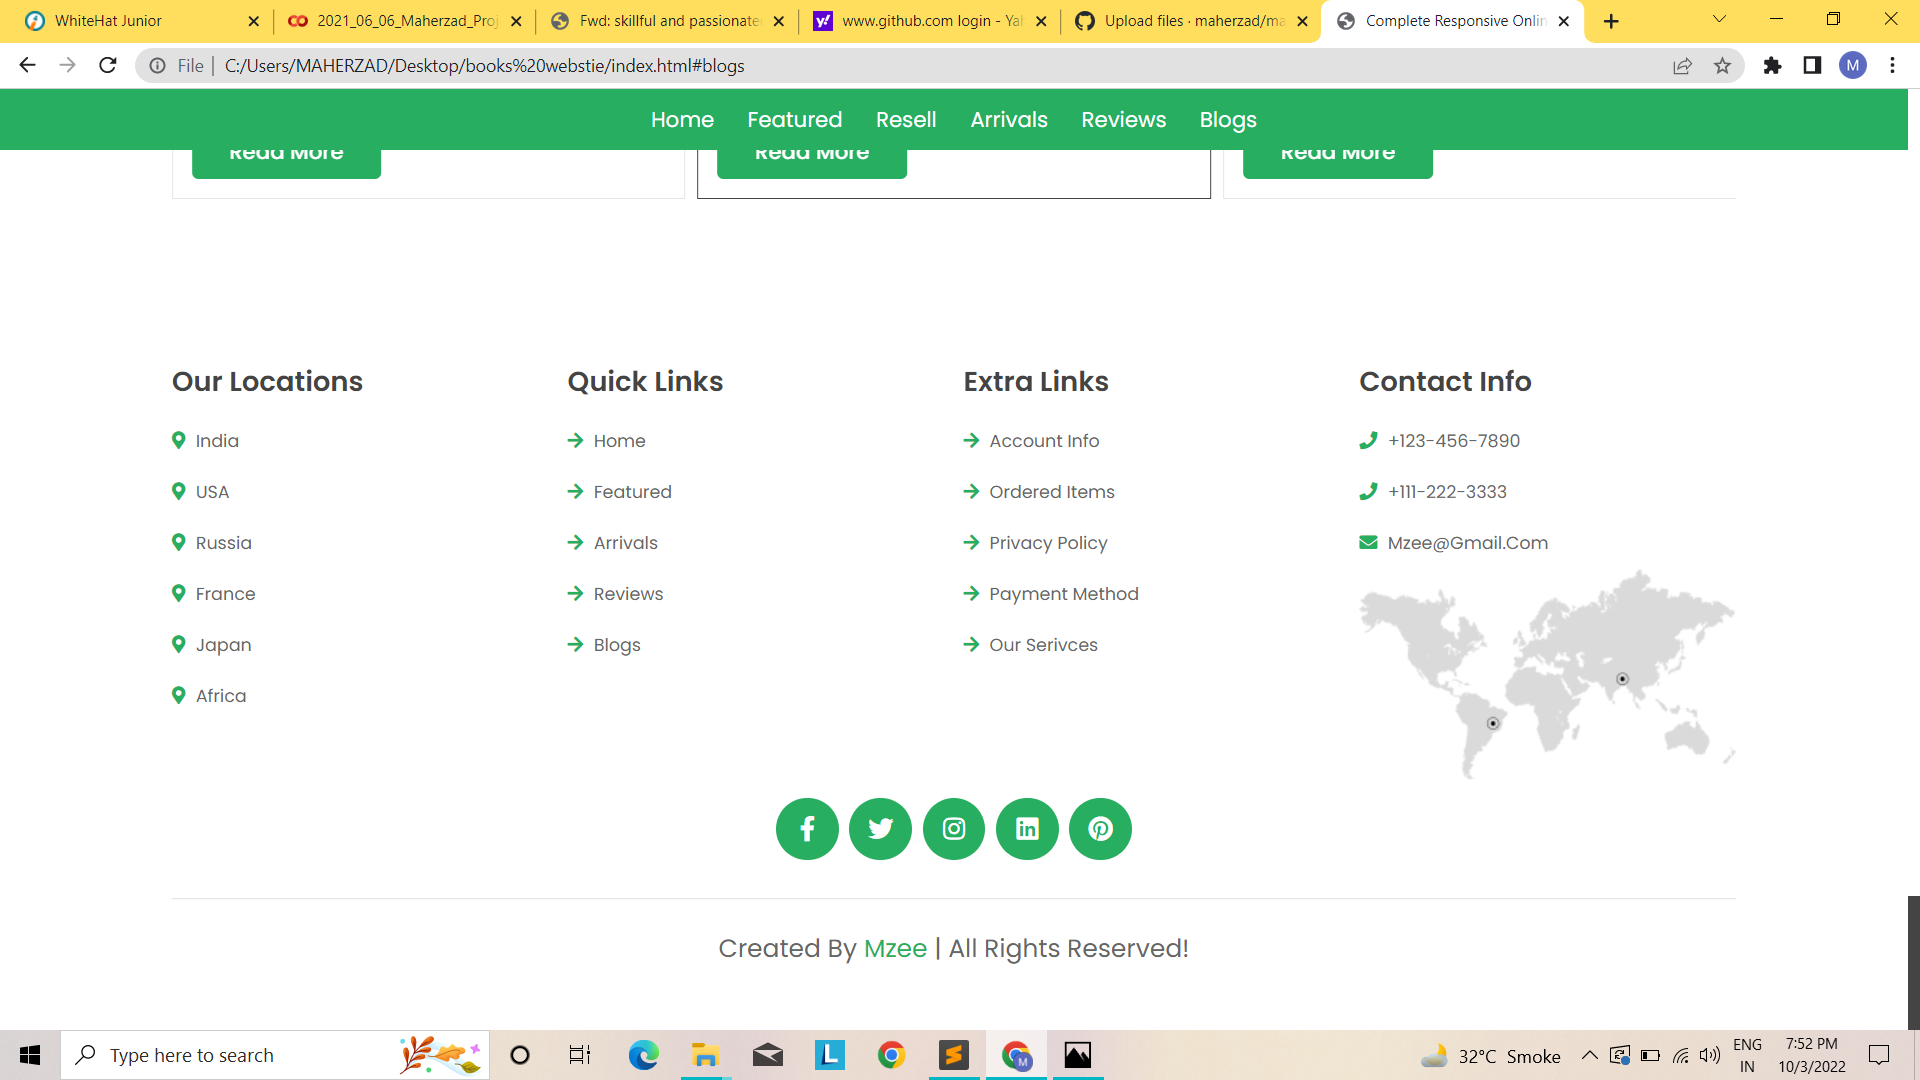 WhiteHat Junior
2021_06_06_Maherzad_Proj
Fwd: skillful and passionate
www.github.com login - Yah
Upload files · maherzad/ma
Complete Responsive Onlin
File | C:/Users/MAHERZAD/Desktop/books%20webstie/index.html#blogs
M
Home Featured Resell Arrivals Reviews Blogs
Read More Read More Read More
Our Locations
India
USA
Russia
France
Japan
Africa
Quick Links
Home
Featured
Arrivals
Reviews
Blogs
Extra Links
Account Info
Ordered Items
Privacy Policy
Payment Method
Our Serivces
Contact Info
+123-456-7890
+111-222-3333
Mzee@Gmail.Com
Created By Mzee | All Rights Reserved!
Type here to search
32°C Smoke
ENG
IN
7:52 PM
10/3/2022